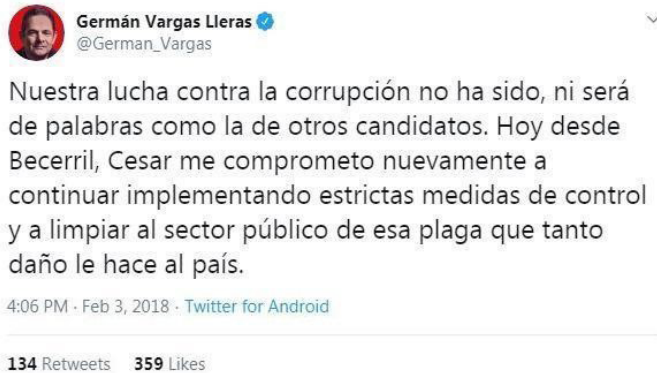 Germán Vargas Lleras
@German_Vargas
Nuestra lucha contra la corrupción no ha sido, ni será
de palabras como la de otros candidatos. Hoy desde
Becerril, Cesar me comprometo nuevamente a
continuar implementando estrictas medidas de control
y a limpiar al sector público de esa plaga que tanto
daño le hace al país.
4:06 PM · Feb 3, 2018 · Twitter for Android
134 Retweets 359 Likes